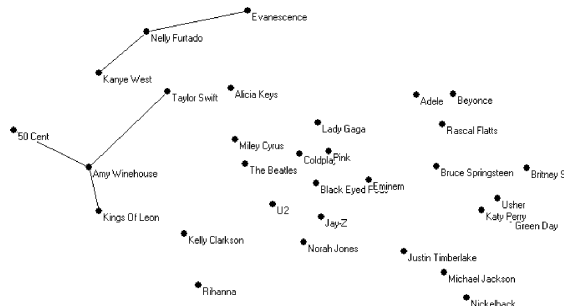 Evanescence
Nelly Furtado
Kanye West
Taylor Swift
Alicia Keys
Adele
Beyonce
50 Cent
Lady Gaga
Rascal Flatts
Miley Cyrus
Coldplay
Pink
The Beatles
Amy Winehouse
Bruce Springsteen
Britney S
Black Eyed
Eminem
Usher
Kings Of Leon
U2
Jay-Z
Katy Perry
Green Day
Kelly Clarkson
Norah Jones
Justin Timberlake
Michael Jackson
Rihanna
Nickelback